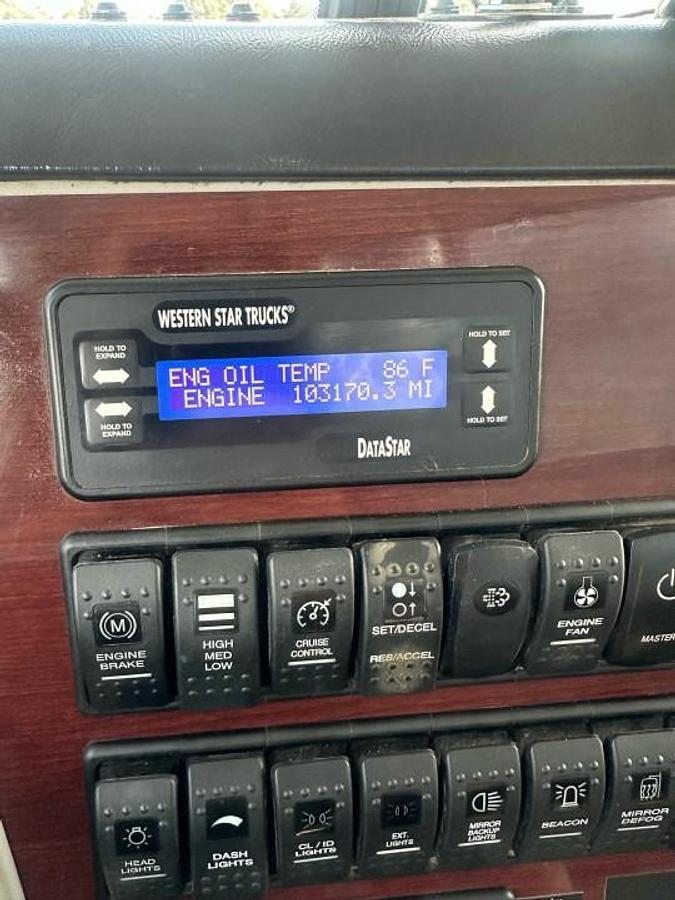 WESTERN STAR TRUCKS®
HOLD TO
EXPAND
HOLD TO SET
ENG OIL TEMP 86 F
ENGINE 103170.3 MI
HOLD TO
EXPAND
HOLD TO SET
DATASTAR
M
ENGINE
BRAKE
HIGH
MED
LOW
CRUISE
CONTROL
SET/DECEL
RES/ACCEL
ENGINE
FAN
MASTER
HEAD
LIGHTS
DASH
LIGHTS
CL/ID
LIGHTS
EXT.
LIGHTS
MIRROR
BACKUP
LIGHTS
BEACON
MIRROR
DEFOG